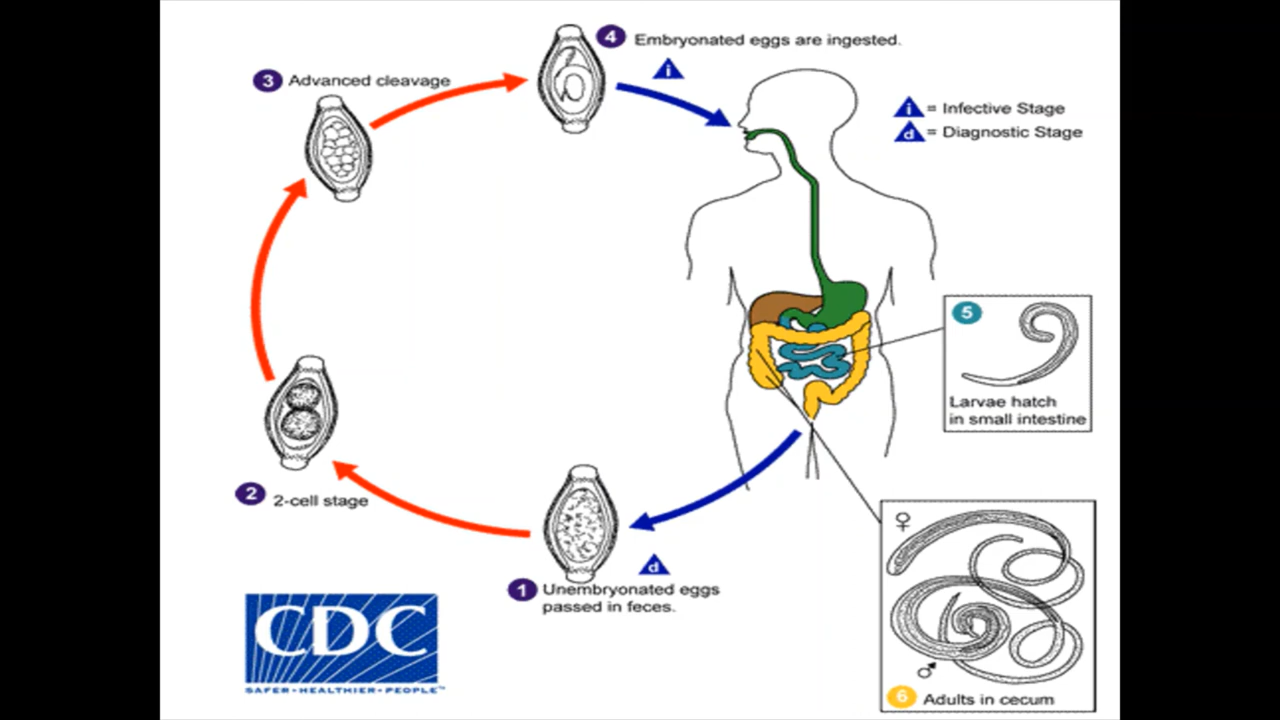 4 Embryonated eggs are ingested.
i
3 Advanced cleavage
i = Infective Stage
d = Diagnostic Stage
5
Larvae hatch
in small intestine
2 2-cell stage
d
1 Unembryonated eggs
passed in feces.
♀
♂
6 Adults in cecum
CDC
SAFER•HEALTHIER•PEOPLE™